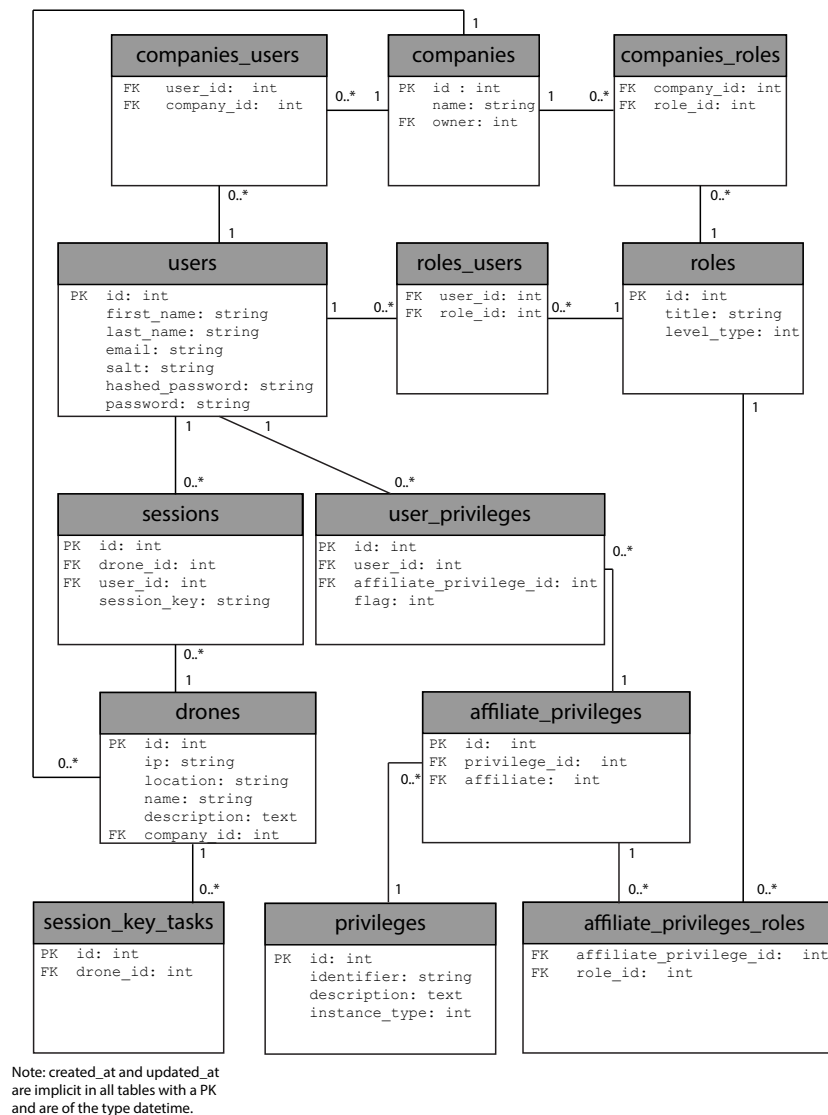 1
companies_users
FK user_id: int
FK company_id: int
0..*
1
companies
PK id : int
name: string
FK owner: int
1
0..*
companies_roles
FK company_id: int
FK role_id: int
0..*
1
0..*
1
users
PK id: int
first_name: string
last_name: string
email: string
salt: string
hashed_password: string
password: string
1
0..*
roles_users
FK user_id: int
FK role_id: int
0..*
1
roles
PK id: int
title: string
level_type: int
1
1
1
0..*
0..*
sessions
PK id: int
FK drone_id: int
FK user_id: int
session_key: string
user_privileges
PK id: int
FK user_id: int
FK affiliate_privilege_id: int
flag: int
0..*
0..*
1
1
drones
PK id: int
ip: string
location: string
name: string
description: text
FK company_id: int
0..*
affiliate_privileges
PK id: int
FK privilege_id: int
FK affiliate: int
0..*
1
0..*
1
1
0..*
0..*
session_key_tasks
PK id: int
FK drone_id: int
privileges
PK id: int
identifier: string
description: text
instance_type: int
affiliate_privileges_roles
FK affiliate_privilege_id: int
FK role_id: int
Note: created_at and updated_at
are implicit in all tables with a PK
and are of the type datetime.